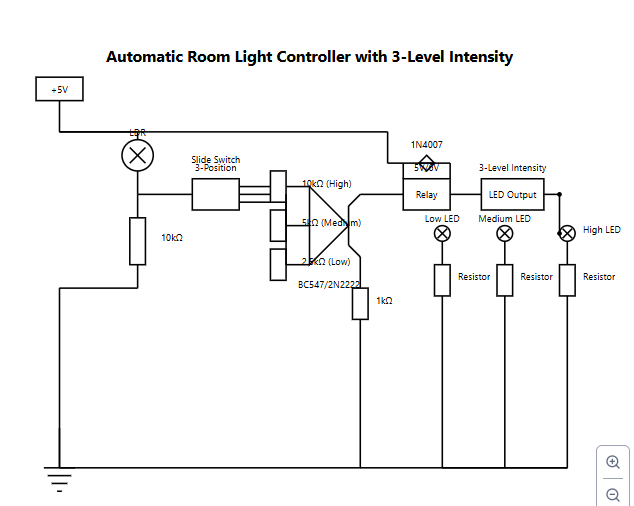 Automatic Room Light Controller with 3-Level Intensity
+5V
LDR
1N4007
Slide Switch
3-Position
5V/0V
3-Level Intensity
10kΩ (High)
Relay
LED Output
5kΩ (Medium)
Low LED
Medium LED
High LED
10kΩ
2.5kΩ (Low)
Resistor
Resistor
Resistor
BC547/2N2222
1kΩ